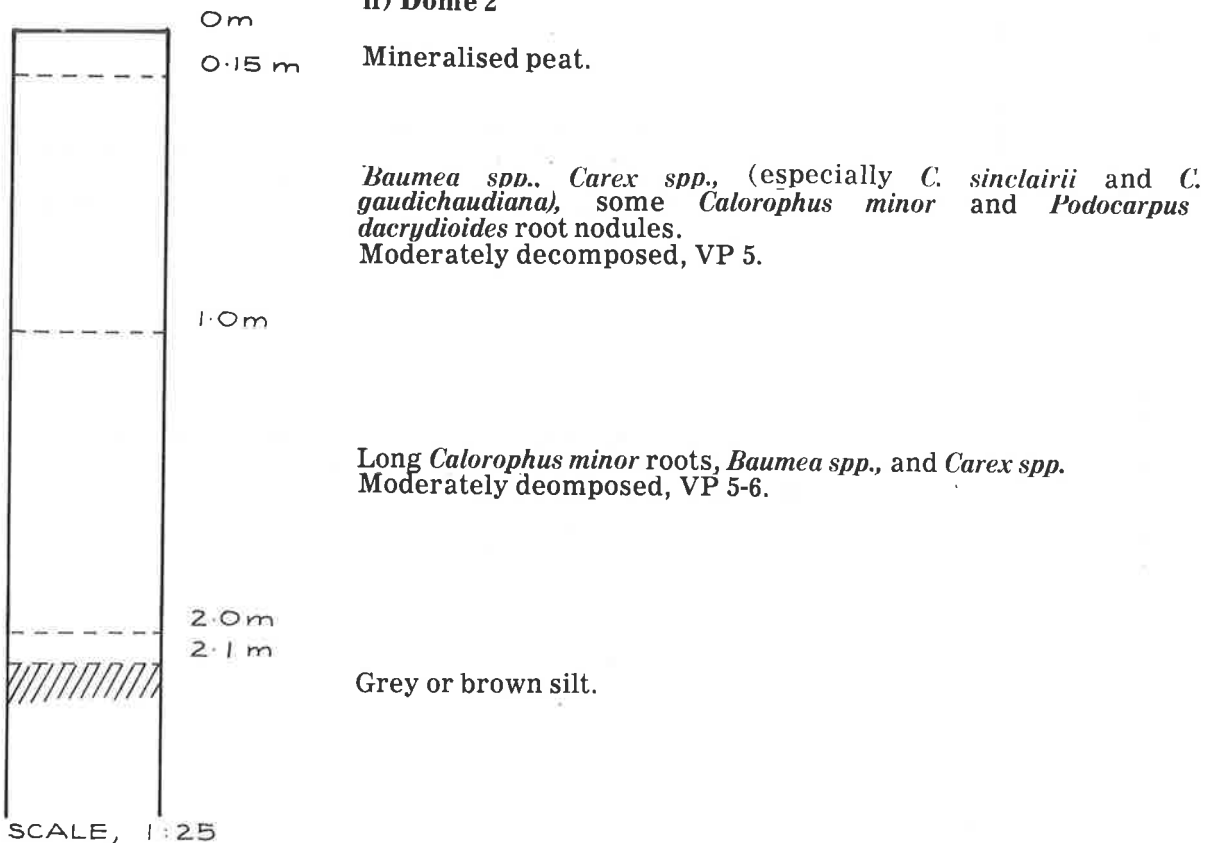 ii) Dome 2
0m
0.15 m
Mineralised peat.
Baumea spp., Carex spp., (especially C. sinclairii and C.
gaudichaudiana), some Calorophus minor and Podocarpus
dacrydioides root nodules.
Moderately decomposed, VP 5.
1.0m
Long Calorophus minor roots, Baumea spp., and Carex spp.
Moderately deomposed, VP 5-6.
2.0m
2.1 m
Grey or brown silt.
SCALE, 1:25